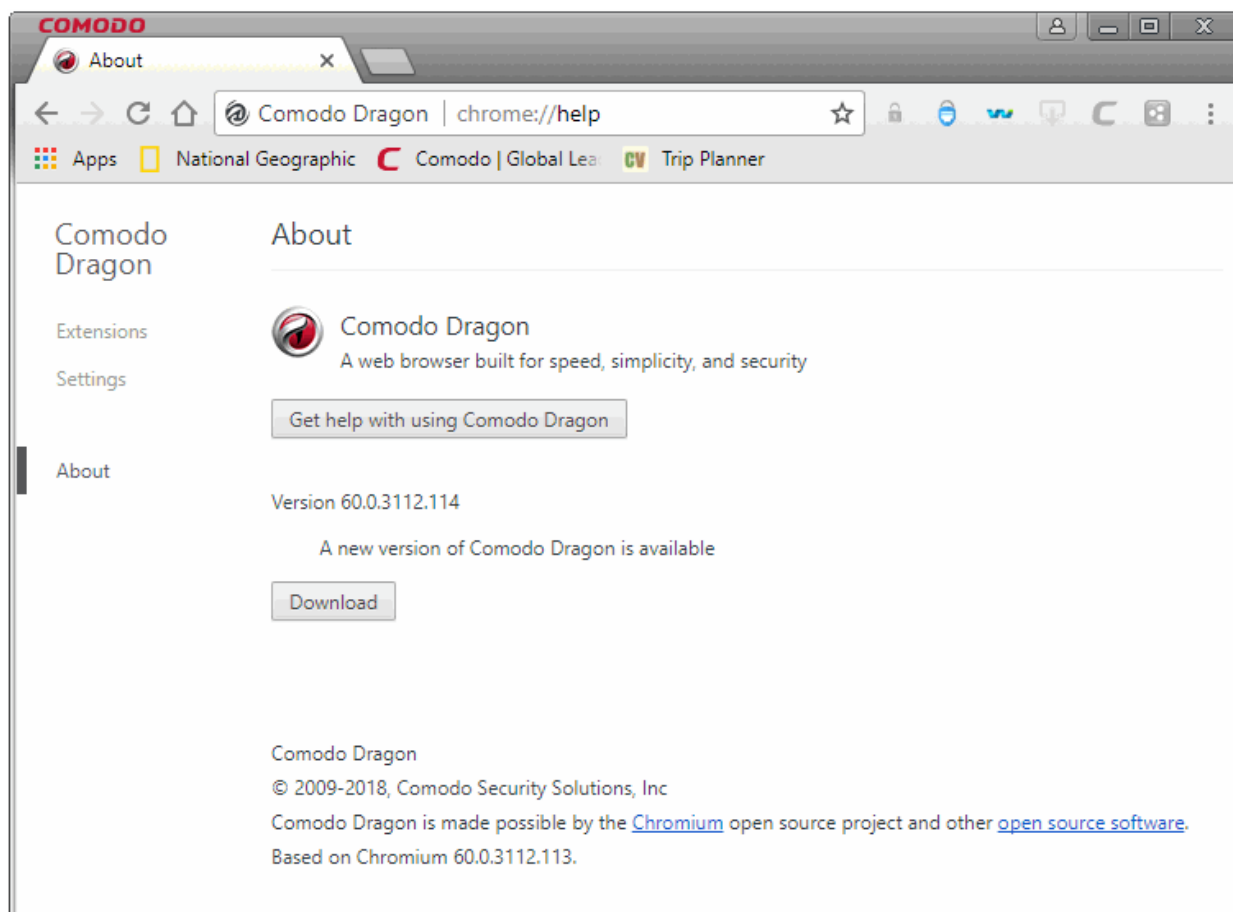 COMODO
About
Comodo Dragon chrome://help
Apps National Geographic Comodo | Global Lea CV Trip Planner
Comodo
Dragon
About
Comodo Dragon
Extensions
A web browser built for speed, simplicity, and security
Settings
Get help with using Comodo Dragon
About
Version 60.0.3112.114
A new version of Comodo Dragon is available
Download
Comodo Dragon
© 2009-2018, Comodo Security Solutions, Inc
Comodo Dragon is made possible by the Chromium open source project and other open source software.
Based on Chromium 60.0.3112.113.